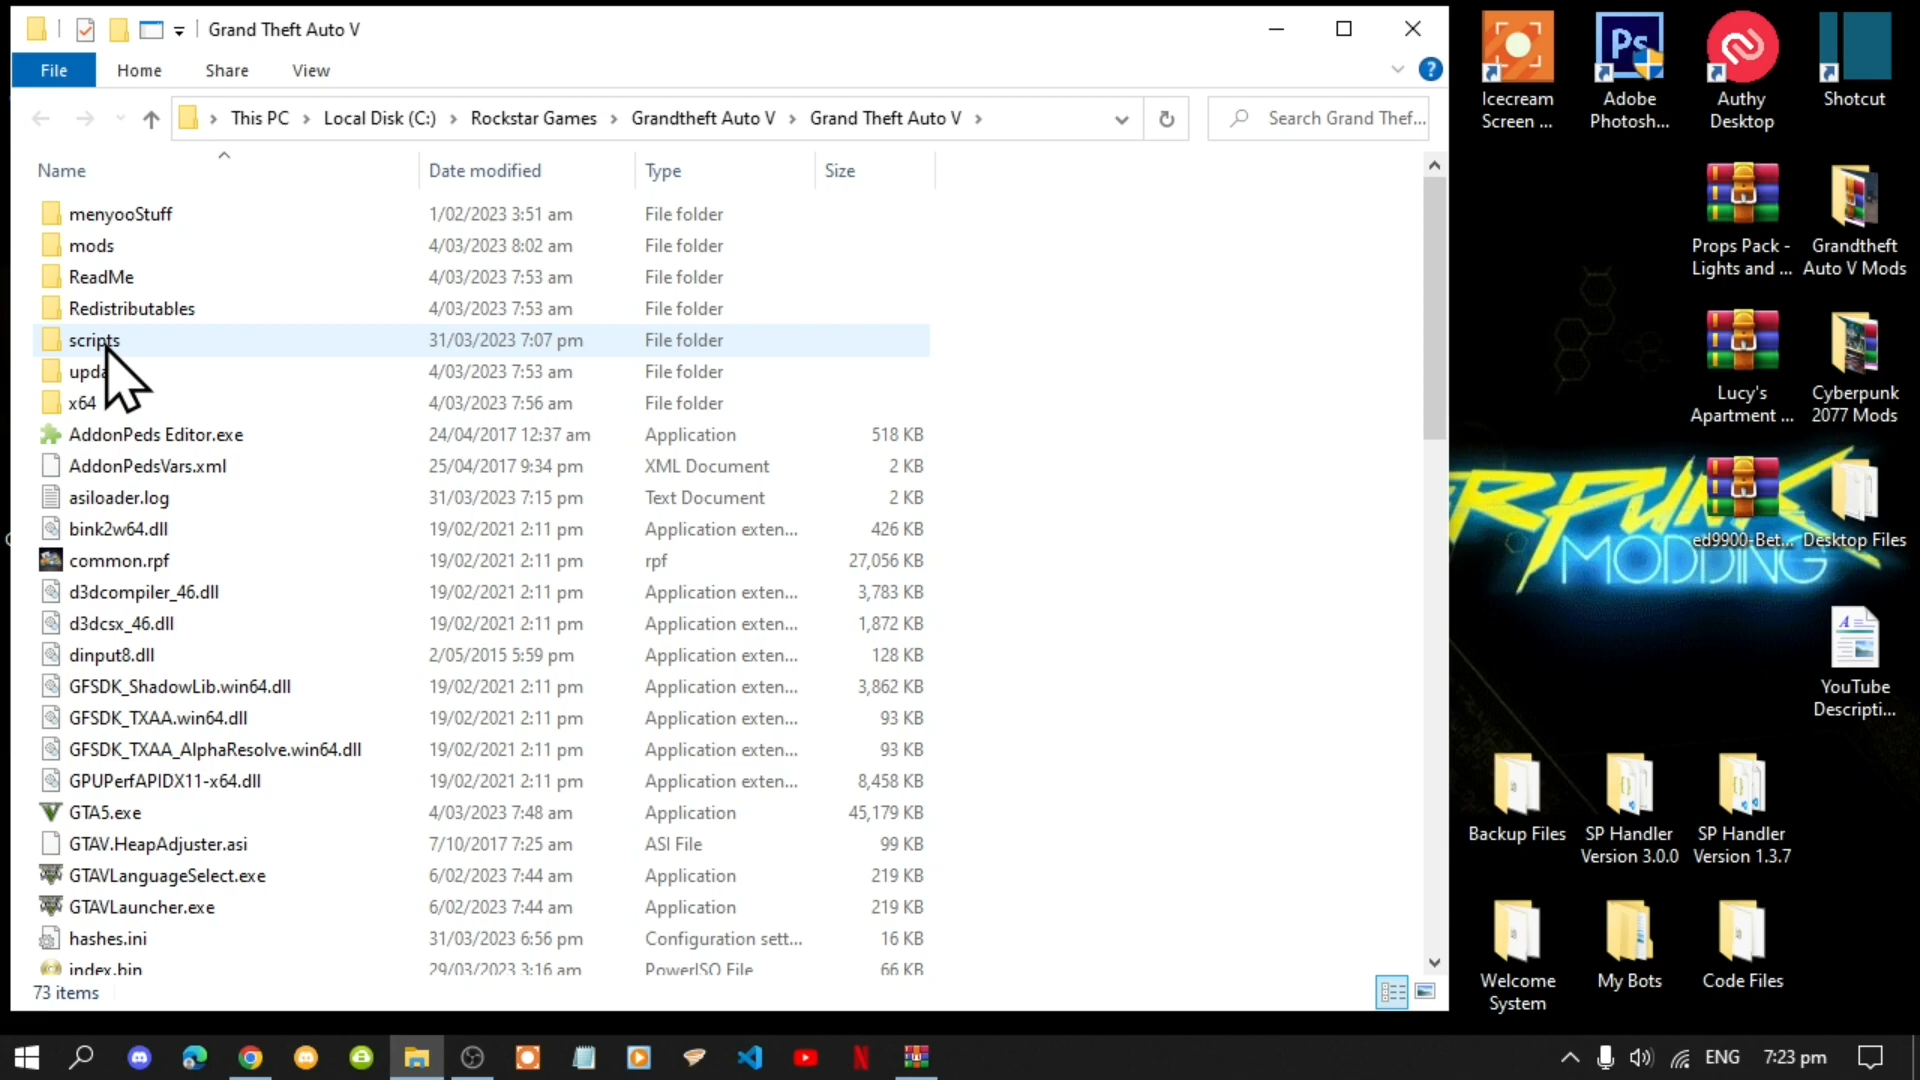 Grand Theft Auto V
File Home Share View
This PC Local Disk (C:) Rockstar Games Grandtheft Auto V Grand Theft Auto V
Search Grand Thef...
Name Date modified Type Size
menyooStuff 1/02/2023 3:51 am File folder
mods 4/03/2023 8:02 am File folder
ReadMe 4/03/2023 7:53 am File folder
Redistributables 4/03/2023 7:53 am File folder
scripts 31/03/2023 7:07 pm File folder
4/03/2023 7:53 am File folder
x64 4/03/2023 7:56 am File folder
AddonPeds Editor.exe 24/04/2017 12:37 am Application 518 KB
AddonPedsVars.xml 25/04/2017 9:34 pm XML Document 2 KB
asiloader.log 31/03/2023 7:15 pm Text Document 2 KB
bink2w64.dll 19/02/2021 2:11 pm Application exten... 426 KB
common.rpf 19/02/2021 2:11 pm rpf 27,056 KB
d3dcompiler_46.dll 19/02/2021 2:11 pm Application exten... 3,783 KB
d3dcsx_46.dll 19/02/2021 2:11 pm Application exten... 1,872 KB
dinput8.dll 2/05/2015 5:59 pm Application exten... 128 KB
GFSDK_ShadowLib.win64.dll 19/02/2021 2:11 pm Application exten... 3,862 KB
GFSDK_TXAA.win64.dll 19/02/2021 2:11 pm Application exten... 93 KB
GFSDK_TXAA_AlphaResolve.win64.dll 19/02/2021 2:11 pm Application exten... 93 KB
GPUPerfAPIDX11-x64.dll 19/02/2021 2:11 pm Application exten... 8,458 KB
GTA5.exe 4/03/2023 7:48 am Application 45,179 KB
GTAV.HeapAdjuster.asi 7/10/2017 7:25 am ASI File 99 KB
GTAVLanguageSelect.exe 6/02/2023 7:44 am Application 219 KB
GTAVLauncher.exe 6/02/2023 7:44 am Application 219 KB
hashes.ini 31/03/2023 6:56 pm Configuration sett... 16 KB
index.bin 29/03/2023 3:16 am PowerISO File 66 KB
73 items
Icecream
Screen ...
Ps
Adobe
Photosh...
Authy
Desktop
Shotcut
Props Pack -
Lights and ...
Grandtheft
Auto V Mods
Lucy's
Apartment ...
Cyberpunk
2077 Mods
ERPUNK
MODDING
ed9900-Bet...
Desktop Files
YouTube
Descripti...
Backup Files
SP Handler
Version 3.0.0
SP Handler
Version 1.3.7
Welcome
System
My Bots
Code Files
ENG 7:23 pm